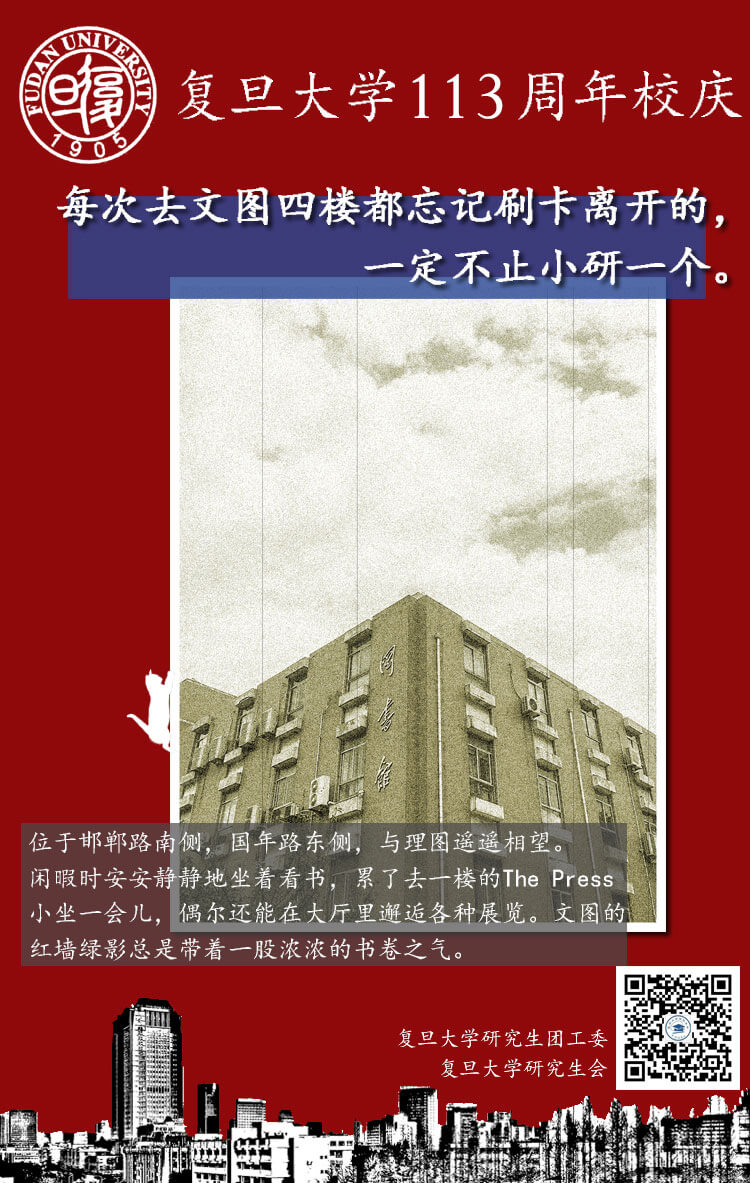 FUDAN UNIVERSITY
復旦
1905
复旦大学113周年校庆
每次去文图四楼都忘记刷卡离开的，
一定不止小研一个。
图书馆
位于邯郸路南侧，国年路东侧，与理图遥遥相望。
闲暇时安安静静地坐着看书，累了去一楼的The Press
小坐一会儿，偶尔还能在大厅里邂逅各种展览。文图的
红墙绿影总是带着一股浓浓的书卷之气。
复旦大学研究生团工委
复旦大学研究生会